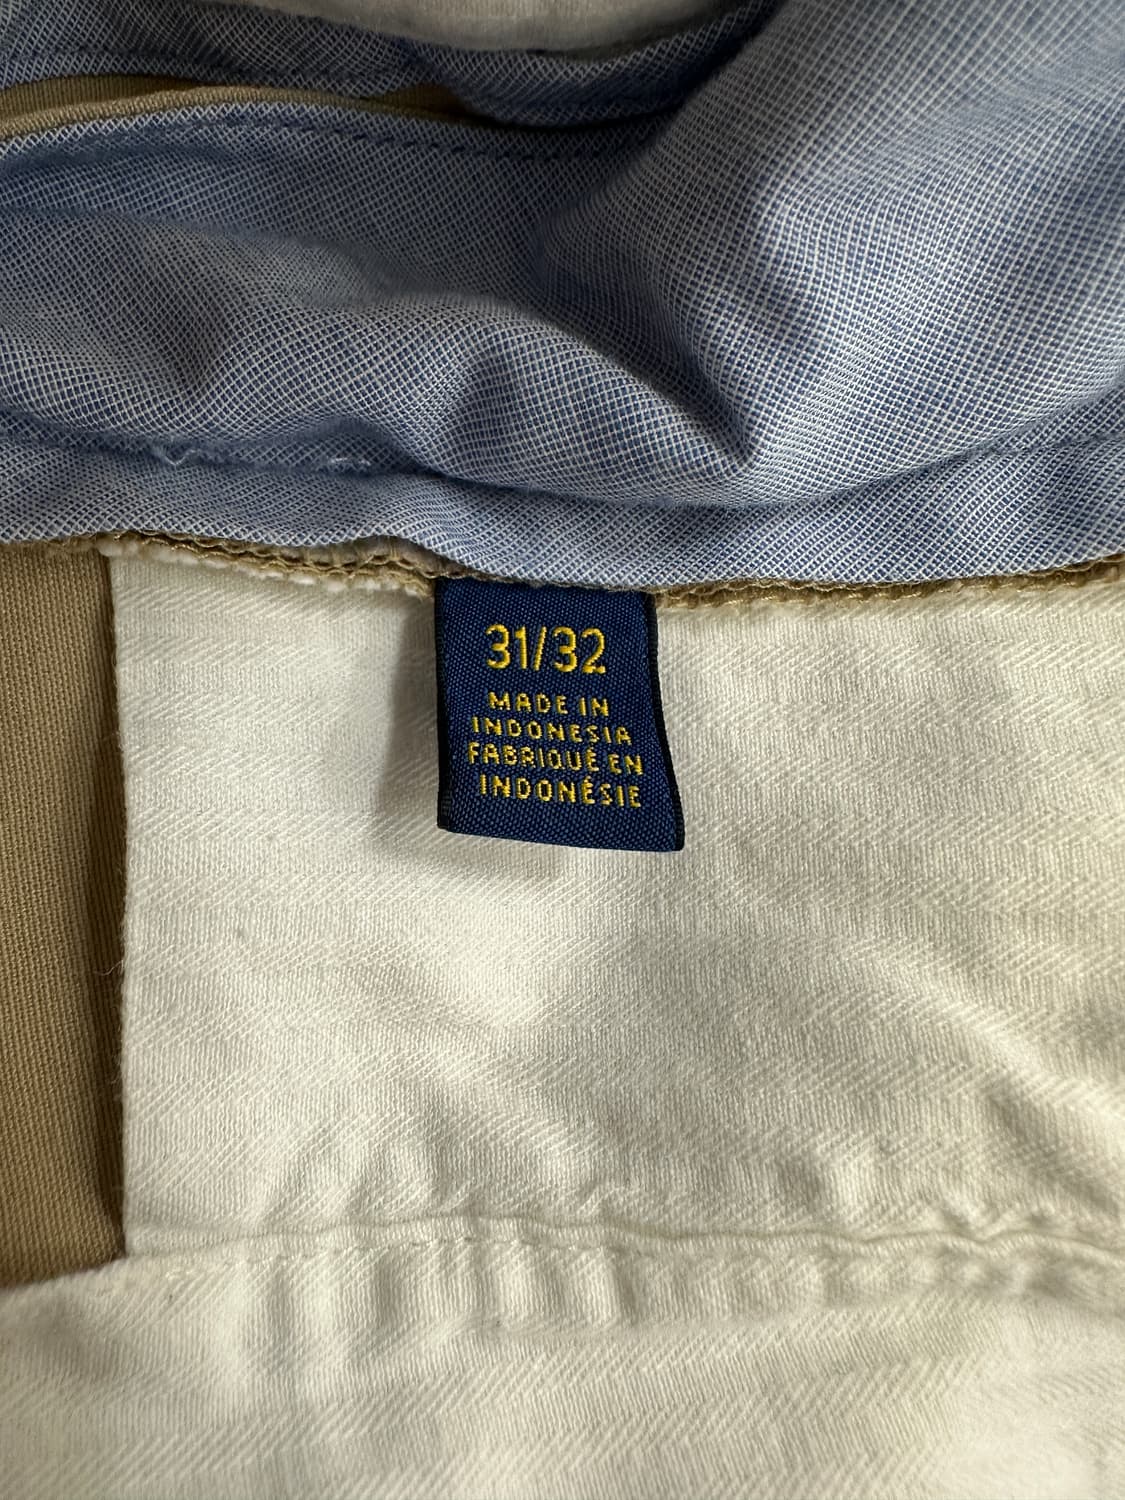 31/32
MADE IN
INDONESIA
FABRIQUÉ EN
INDONÉSIE